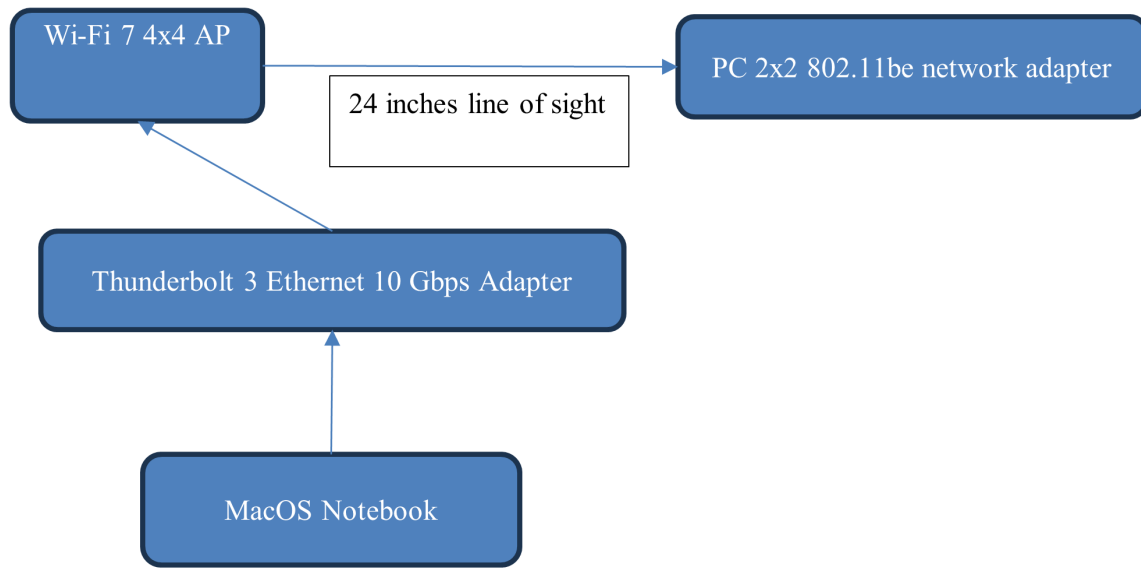 Wi-Fi 7 4x4 AP
PC 2x2 802.11be network adapter
24 inches line of sight
Thunderbolt 3 Ethernet 10 Gbps Adapter
MacOS Notebook